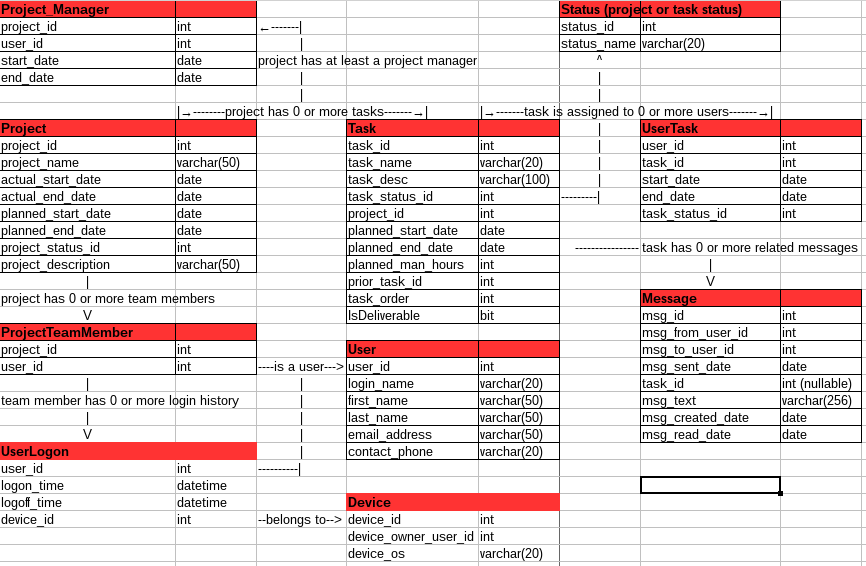 Project_Manager Status (project or task status)
project_id int ←-------| status_id int
user_id int | status_name varchar(20)
start_date date project has at least a project manager ^
end_date date | |
| |
|→--------project has 0 or more tasks-------→| |→-------task is assigned to 0 or more users-------→|
Project Task | UserTask
project_id int task_id int | user_id int
project_name varchar(50) task_name varchar(20) | task_id int
actual_start_date date task_desc varchar(100) | start_date date
actual_end_date date task_status_id int ---------| end_date date
planned_start_date date project_id int task_status_id int
planned_end_date date planned_start_date date
project_status_id int planned_end_date date ---------------- task has 0 or more related messages
project_description varchar(50) planned_man_hours int |
| prior_task_id int V
project has 0 or more team members task_order int Message
V IsDeliverable bit msg_id int
ProjectTeamMember msg_from_user_id int
project_id int User msg_to_user_id int
user_id int ----is a user---> user_id int msg_sent_date date
| | login_name varchar(20) task_id int (nullable)
team member has 0 or more login history | first_name varchar(50) msg_text varchar(256)
| | last_name varchar(50) msg_created_date date
V | email_address varchar(50) msg_read_date date
UserLogon | contact_phone varchar(20)
user_id int ----------|
logon_time datetime
logoff_time datetime Device
device_id int --belongs to--> device_id int
device_owner_user_id int
device_os varchar(20)